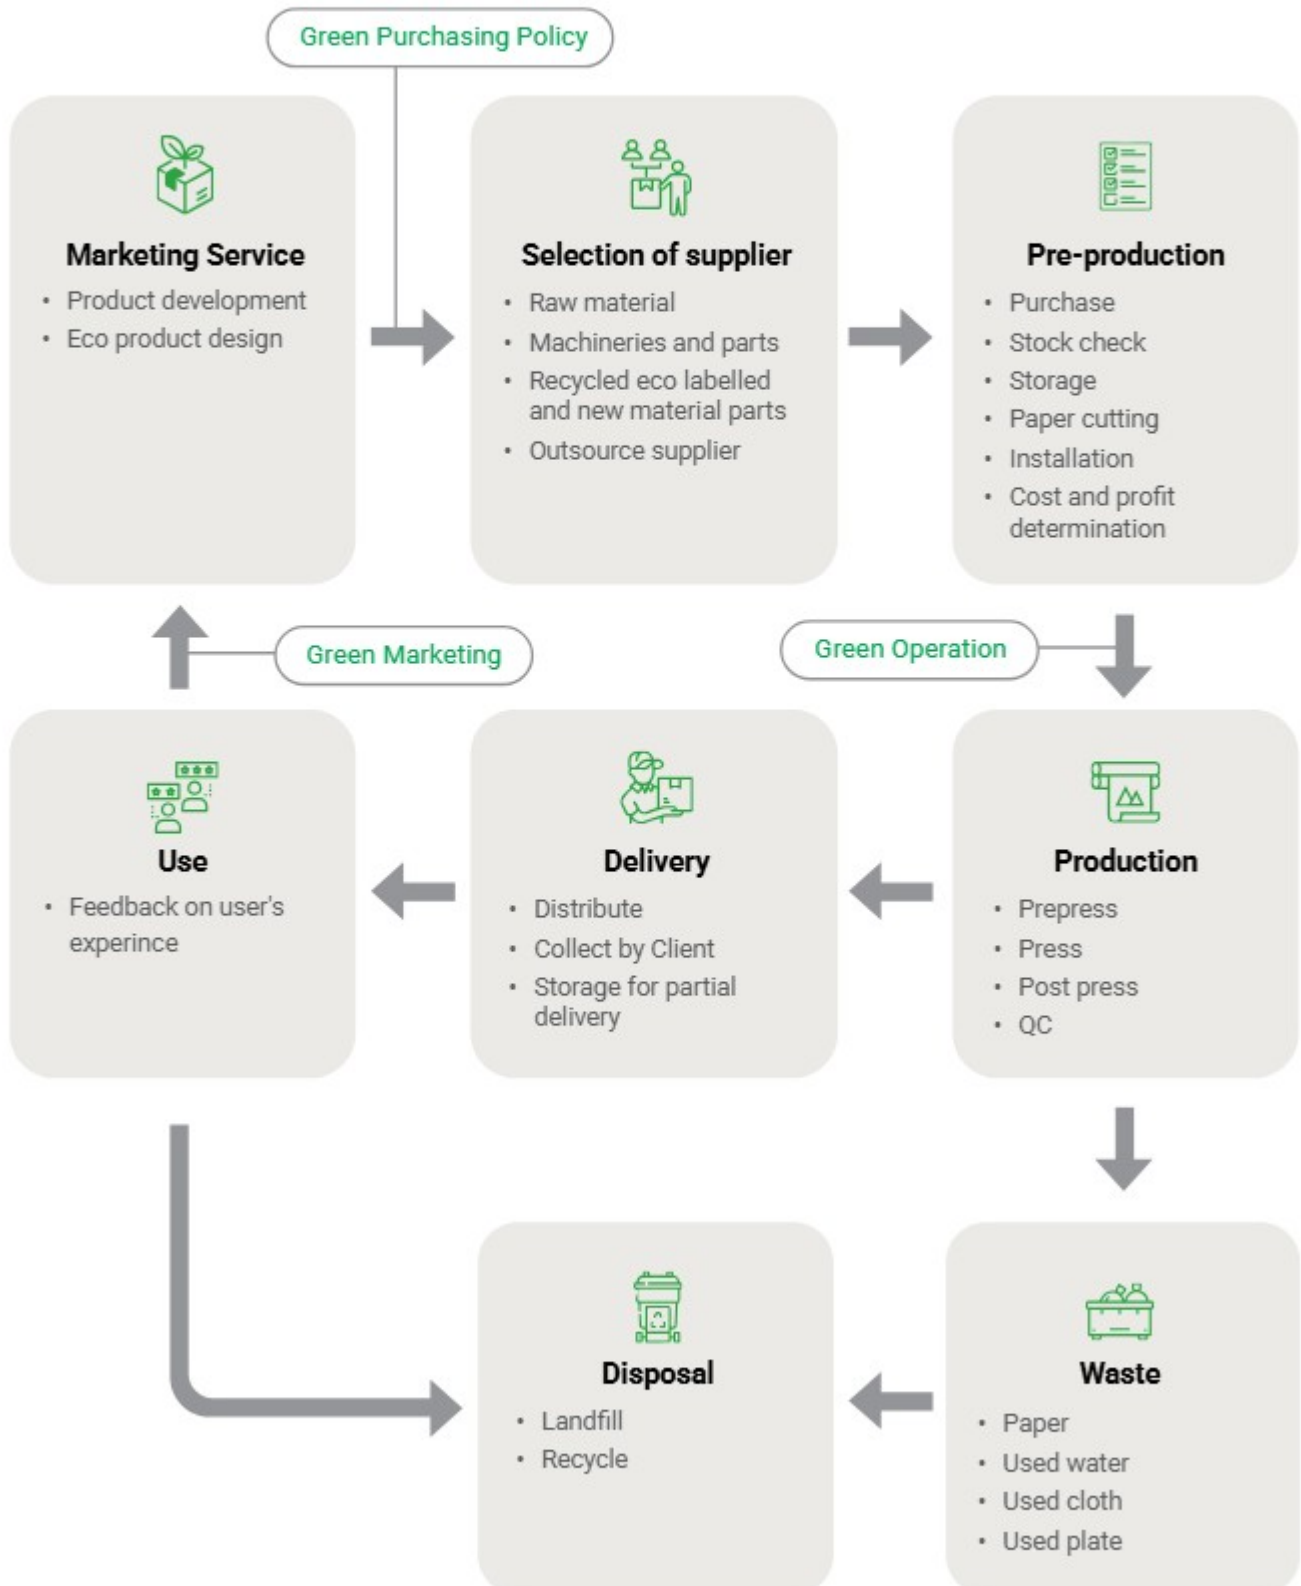 Green Purchasing Policy
Marketing Service
• Product development
• Eco product design
Selection of supplier
• Raw material
• Machineries and parts
• Recycled eco labelled
and new material parts
• Outsource supplier
Pre-production
• Purchase
• Stock check
• Storage
• Paper cutting
• Installation
• Cost and profit
determination
Green Marketing
Green Operation
Use
• Feedback on user's
experince
Delivery
• Distribute
• Collect by Client
• Storage for partial
delivery
Production
• Prepress
• Press
• Post press
• QC
Disposal
• Landfill
• Recycle
Waste
• Paper
• Used water
• Used cloth
• Used plate